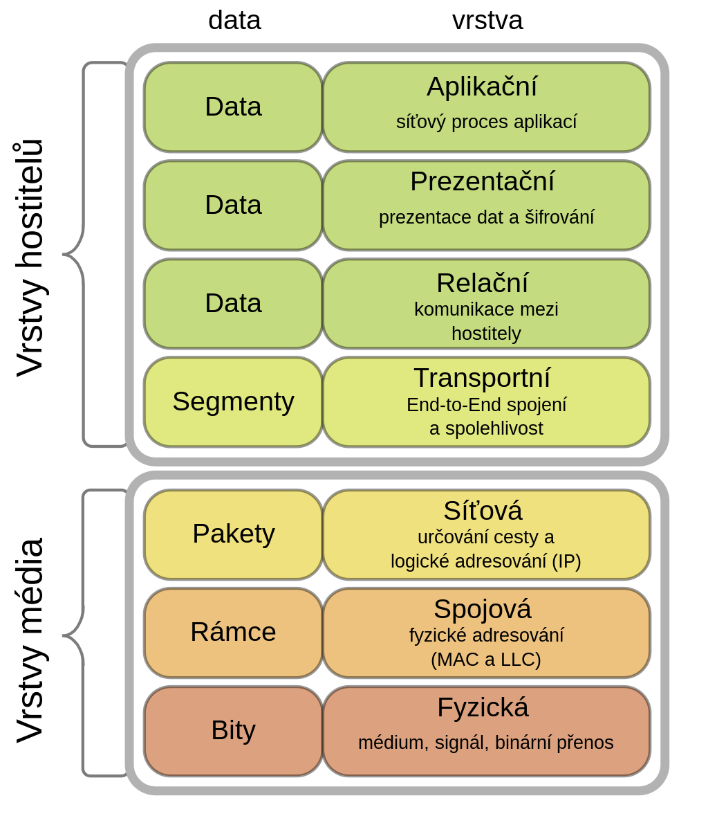 data vrstva
Vrstvy hostitelů
Data
Aplikační
síťový proces aplikací
Data
Prezentační
prezentace dat a šifrování
Data
Relační
komunikace mezi
hostitely
Segmenty
Transportní
End-to-End spojení
a spolehlivost
Vrstvy média
Pakety
Síťová
určování cesty a
logické adresování (IP)
Rámce
Spojová
fyzické adresování
(MAC a LLC)
Bity
Fyzická
médium, signál, binární přenos